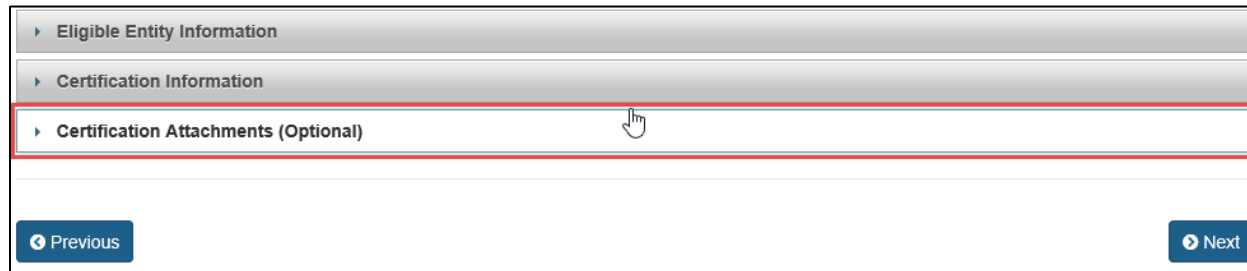 Eligible Entity Information
Certification Information
Certification Attachments (Optional)
Previous
Next